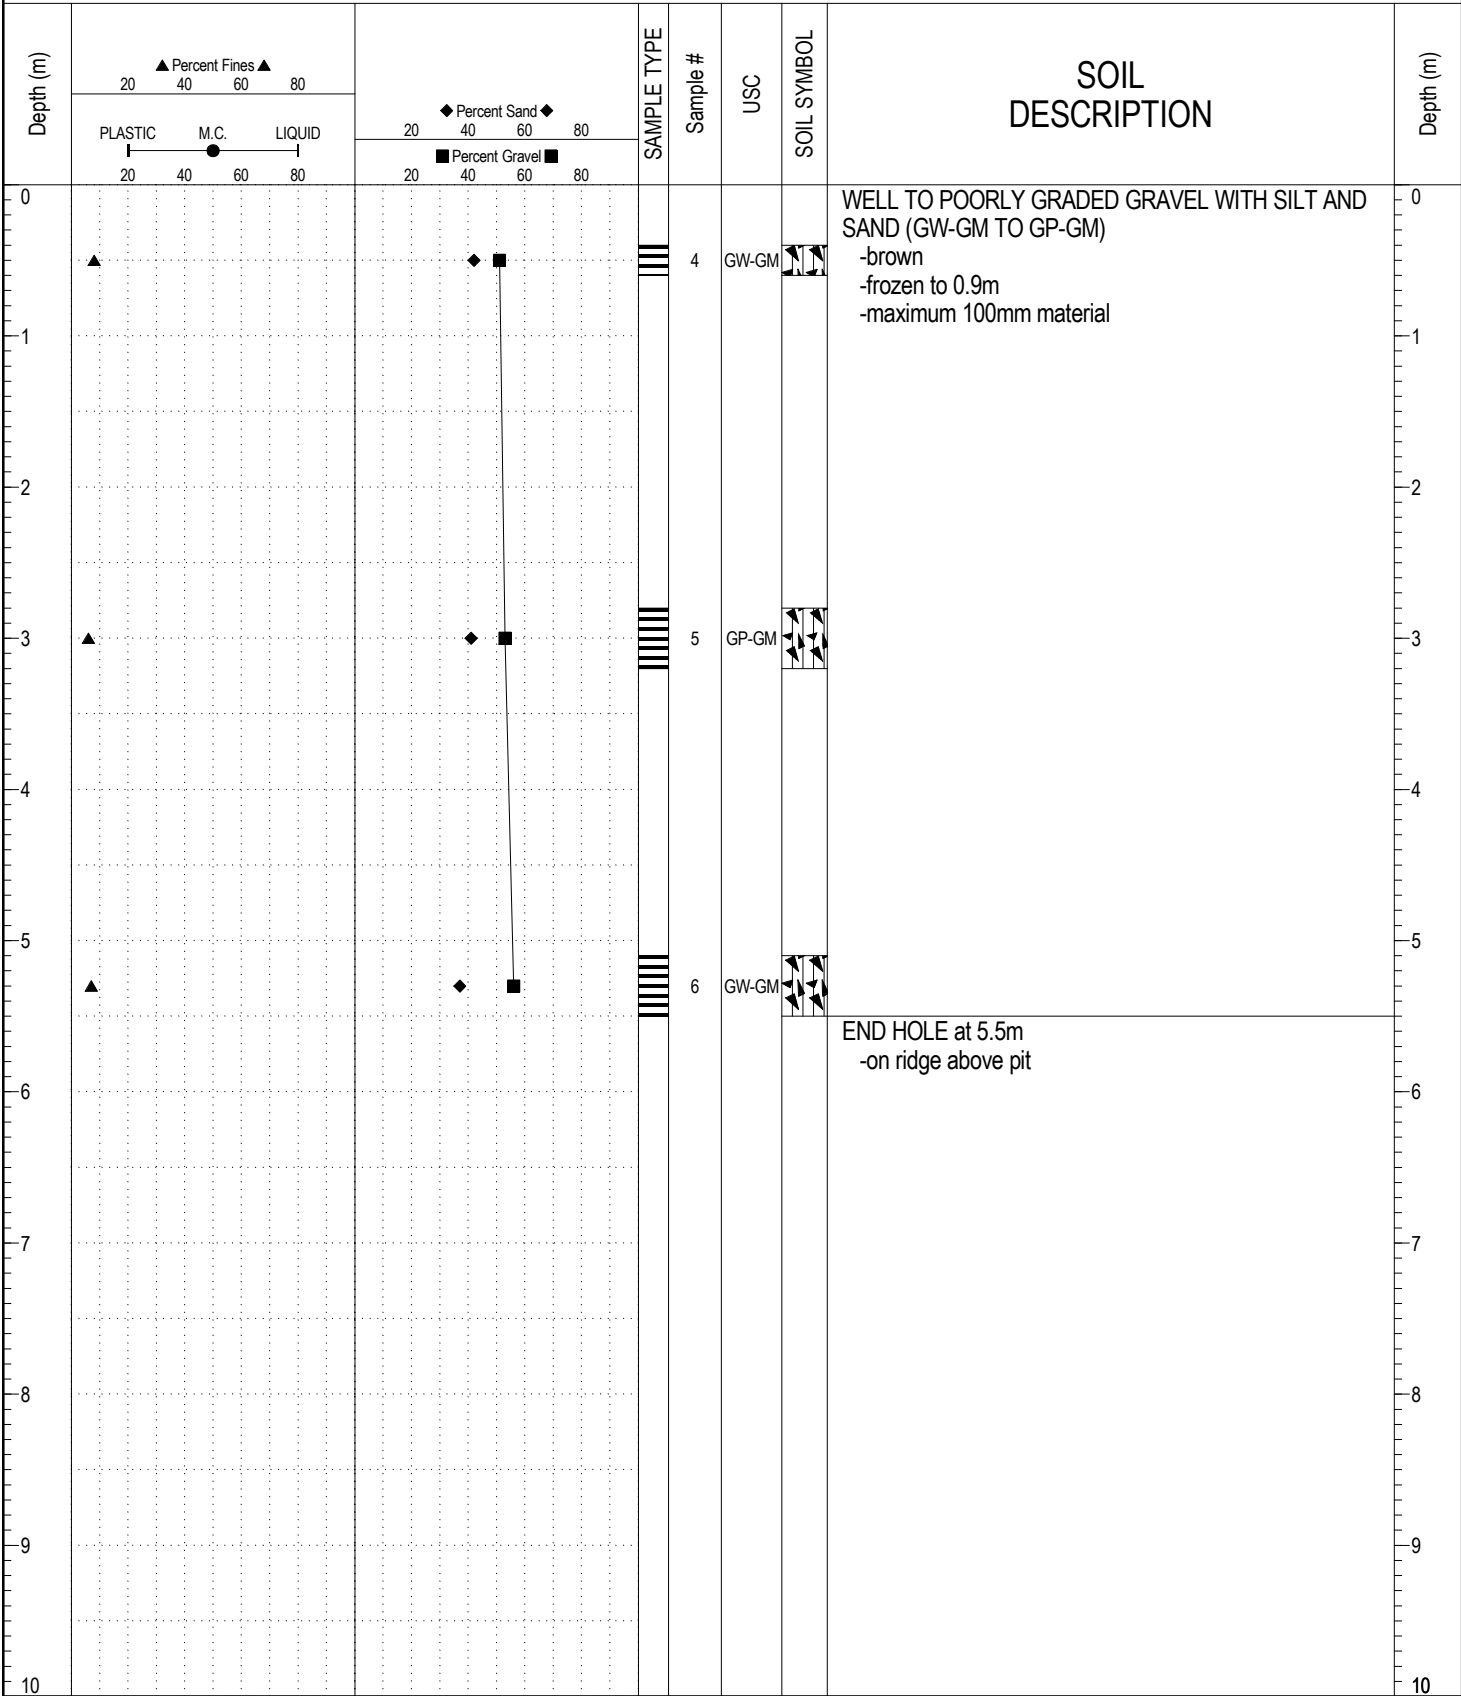 Depth (m)
▲ Percent Fines ▲
20 40 60 80
PLASTIC M.C. LIQUID
20 40 60 80
◆ Percent Sand ◆
20 40 60 80
■ Percent Gravel ■
20 40 60 80
SAMPLE TYPE
Sample #
USC
SOIL SYMBOL
SOIL
DESCRIPTION
Depth (m)
0 0
WELL TO POORLY GRADED GRAVEL WITH SILT AND
SAND (GW-GM TO GP-GM)
4 GW-GM -brown
-frozen to 0.9m
-maximum 100mm material
1 1
2 2
3 5 GP-GM 3
4 4
5 5
6 GW-GM
END HOLE at 5.5m
-on ridge above pit
6 6
7 7
8 8
9 9
10 10